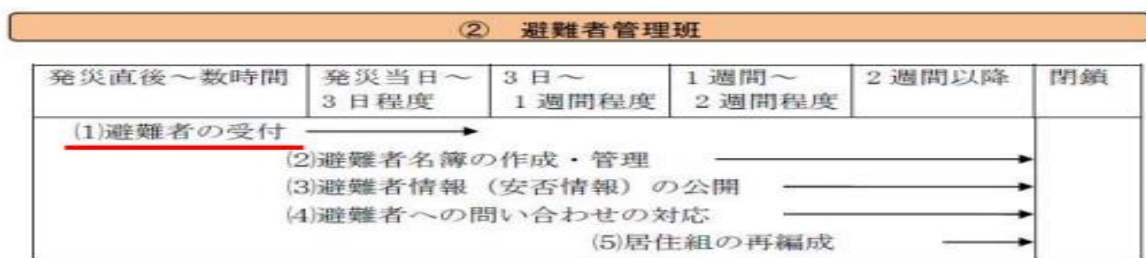 ② 避難者管理班
発災直後～数時間
発災当日～
3日程度
3日～
1週間程度
1週間～
2週間程度
2週間以降
閉鎖
(1)避難者の受付
(2)避難者名簿の作成・管理
(3)避難者情報（安否情報）の公開
(4)避難者への問い合わせの対応
(5)居住組の再編成